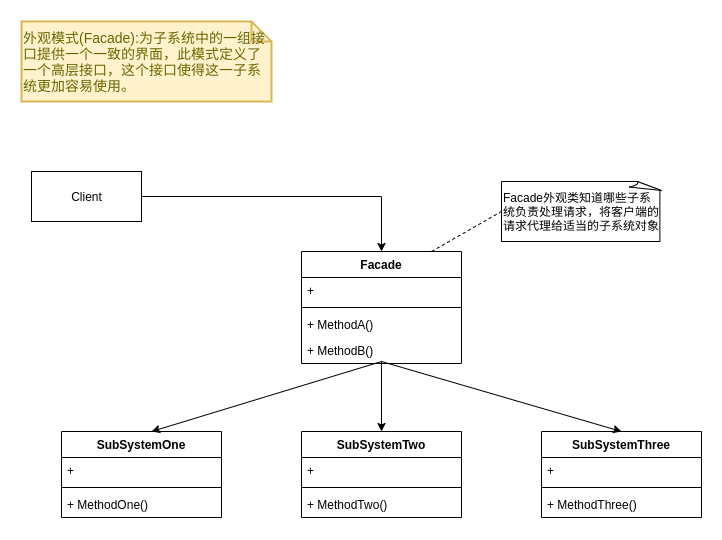 外观模式(Facade):为子系统中的一组接
口提供一个一致的界面，此模式定义了
一个高层接口，这个接口使得这一子系
统更加容易使用。
Client
Facade外观类知道哪些子系
统负责处理请求，将客户端的
请求代理给适当的子系统对象
Facade
+
+ MethodA()
+ MethodB()
SubSystemOne
+
+ MethodOne()
SubSystemTwo
+
+ MethodTwo()
SubSystemThree
+
+ MethodThree()